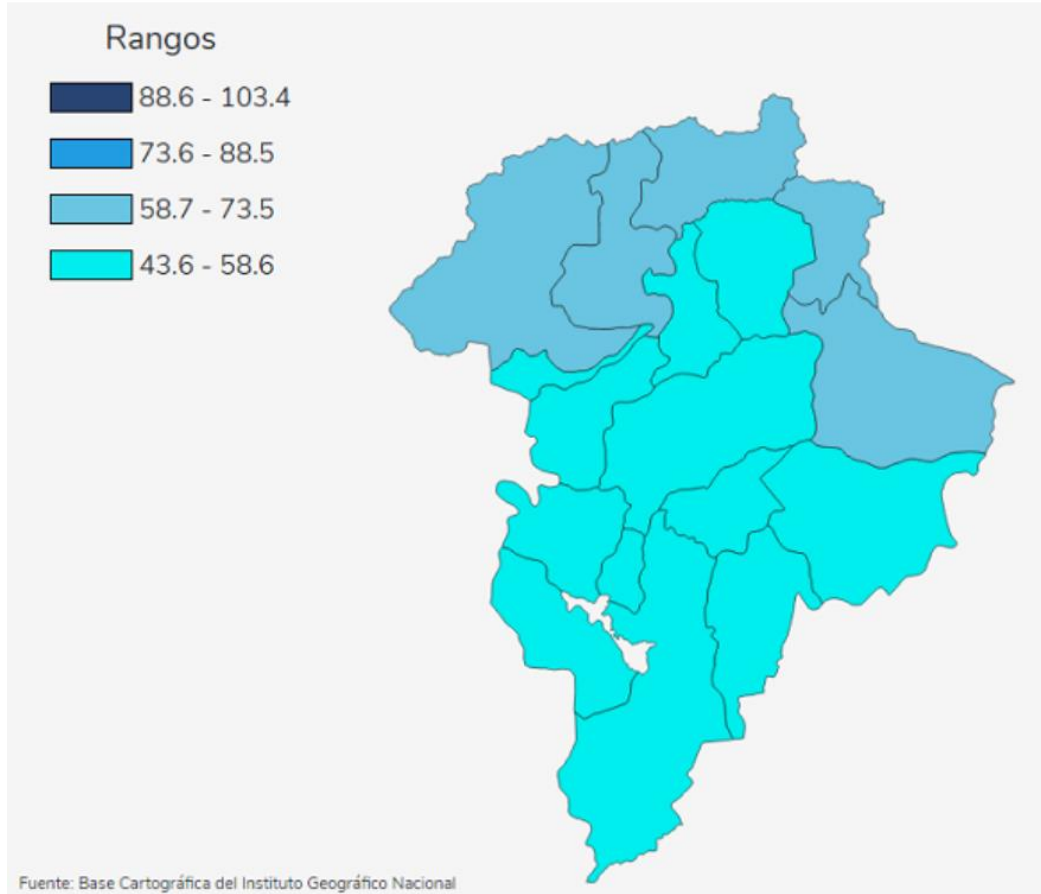 Rangos
88.6 - 103.4
73.6 - 88.5
58.7 - 73.5
43.6 - 58.6
Fuente: Base Cartográfica del Instituto Geográfico Nacional